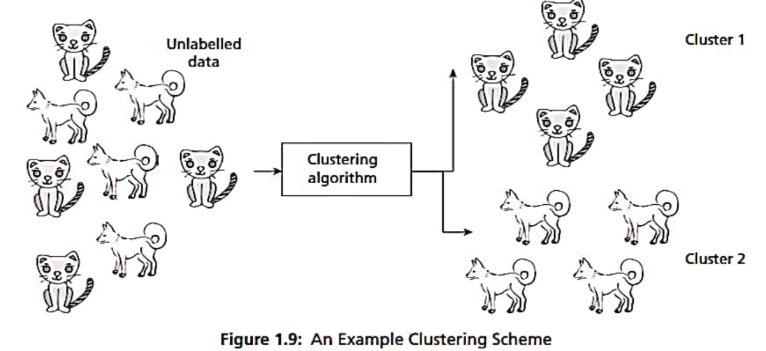 Unlabelled
data
Clustering
algorithm
Cluster 1
Cluster 2
Figure 1.9: An Example Clustering Scheme